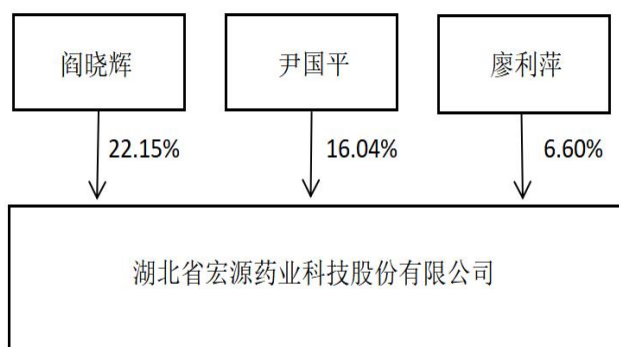 阎晓辉
尹国平
廖利萍
22.15%
16.04%
6.60%
湖北省宏源药业科技股份有限公司